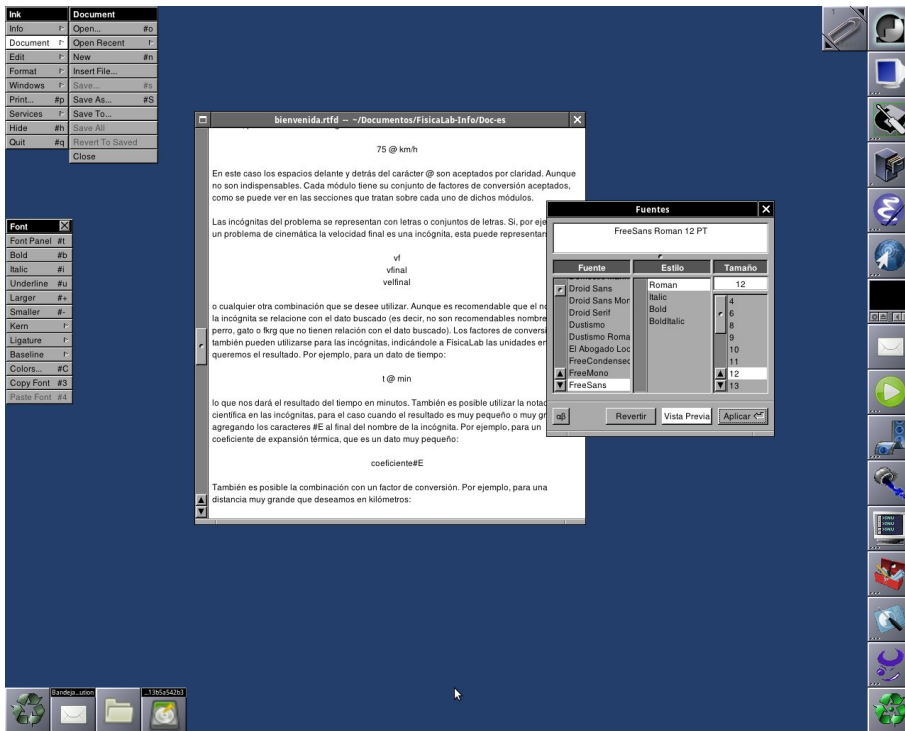 Ink
Info
Document
Edit
Format
Windows
Print... #p
Services
Hide #h
Quit #q
Document
Open... #o
Open Recent
New #n
Insert File...
Save... #s
Save As... #S
Save To...
Save All
Revert To Saved
Close
1
Font
Font Panel #t
Bold #b
Italic #i
Underline #u
Larger #+
Smaller #-
Kern
Ligature
Baseline
Colors... #C
Copy Font #3
Paste Font #4
bienvenida.rtfd -- ~/Documentos/FisicaLab-Info/Doc-es
75 @ km/h
En este caso los espacios delante y detrás del carácter @ son aceptados por claridad. Aunque
no son indispensables. Cada módulo tiene su conjunto de factores de conversión aceptados,
como se puede ver en las secciones que tratan sobre cada uno de dichos módulos.
Las incógnitas del problema se representan con letras o conjuntos de letras. Si, por eje
un problema de cinemática la velocidad final es una incógnita, esta puede representar
vf
vfinal
velfinal
o cualquier otra combinación que se desee utilizar. Aunque es recomendable que el no
la incógnita se relacione con el dato buscado (es decir, no son recomendables nombre
perro, gato o fkrg que no tienen relación con el dato buscado). Los factores de conversi
también pueden utilizarse para las incógnitas, indicándole a FisicaLab las unidades en
queremos el resultado. Por ejemplo, para un dato de tiempo:
t @ min
lo que nos dará el resultado del tiempo en minutos. También es posible utilizar la notac
cientifica en las incógnitas, para el caso cuando el resultado es muy pequeño o muy gr
agregando los caracteres #E al final del nombre de la incógnita. Por ejemplo, para un
coeficiente de expansión térmica, que es un dato muy pequeño:
coeficiente#E
También es posible la combinación con un factor de conversión. Por ejemplo, para una
distancia muy grande que deseamos en kilómetros:
Fuentes
FreeSans Roman 12 PT
Fuente
Droid Sans
Droid Sans Mor
Droid Serif
Dustismo
Dustismo Roma
El Abogado Loc
FreeCondensec
FreeMono
FreeSans
Estilo
Roman
Italic
Bold
BoldItalic
Tamaño
12
4
6
8
9
10
11
12
13
αβ
Revertir
Vista Previa
Aplicar
Bandeja...ution
...13b5a542b3